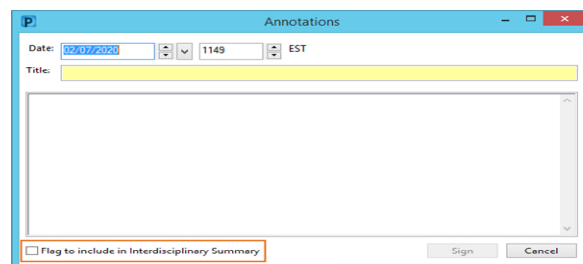 P Annotations
Date: 02/07/2020 1149 EST
Title:
Flag to include in Interdisciplinary Summary Sign Cancel